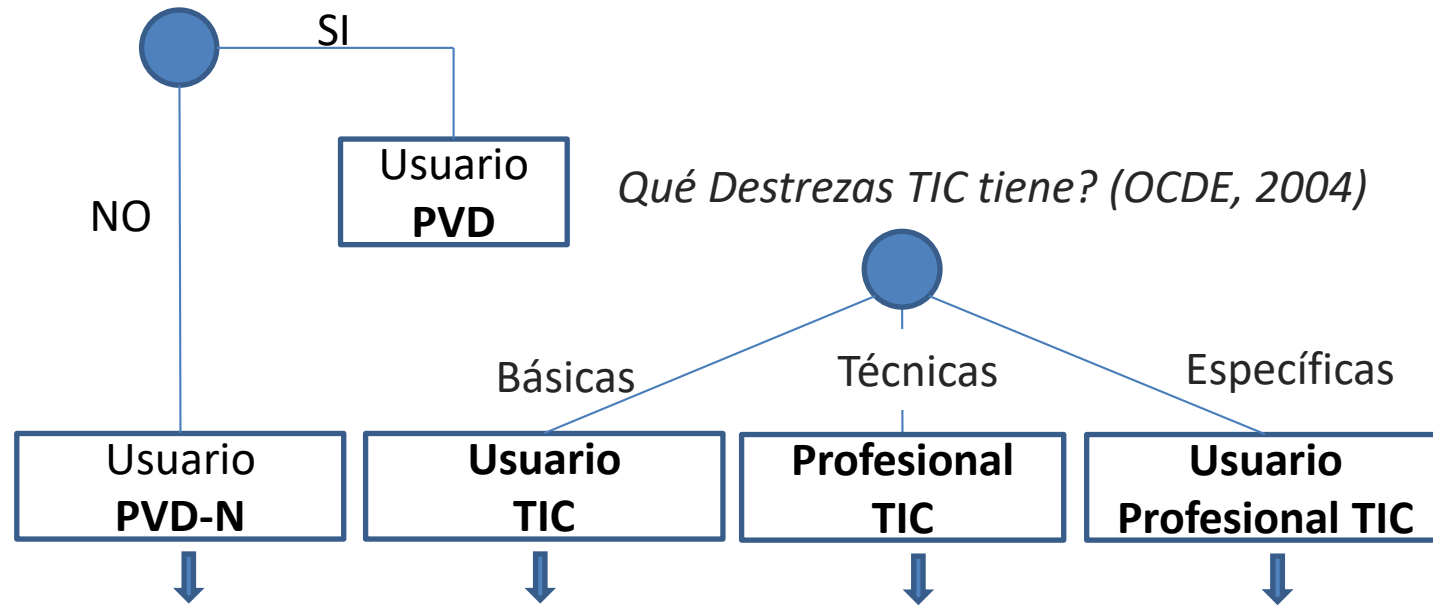 SI
NO
Usuario
PVD
Qué Destrezas TIC tiene? (OCDE, 2004)
Básicas
Técnicas
Específicas
Usuario
PVD-N
Usuario
TIC
Profesional
TIC
Usuario
Profesional TIC